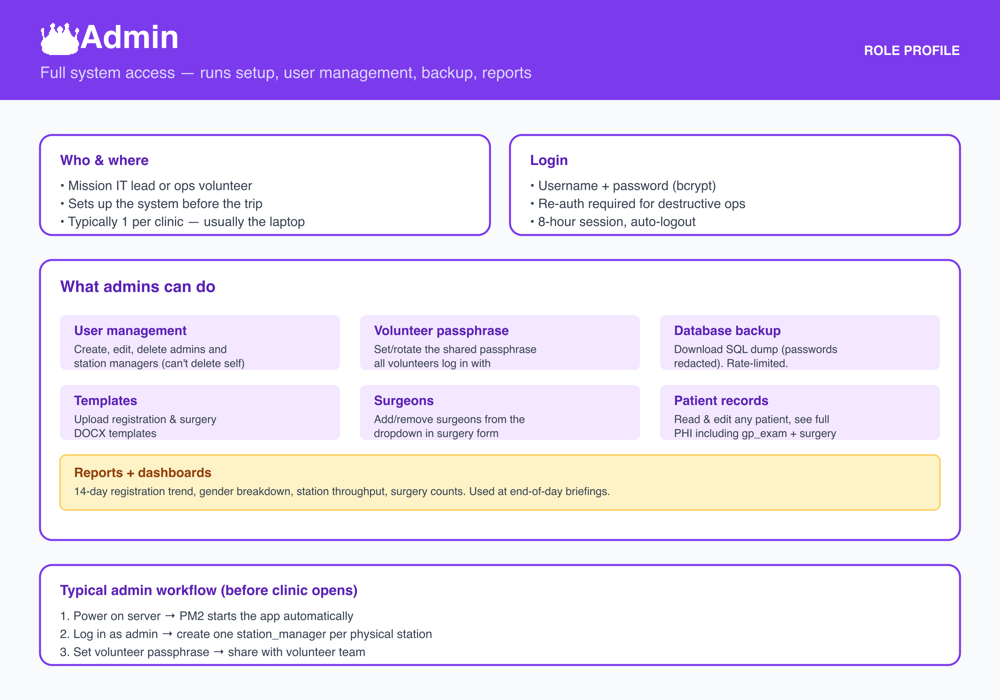 Admin
ROLE PROFILE
Full system access — runs setup, user management, backup, reports
Who & where
• Mission IT lead or ops volunteer
• Sets up the system before the trip
• Typically 1 per clinic — usually the laptop
Login
• Username + password (bcrypt)
• Re-auth required for destructive ops
• 8-hour session, auto-logout
What admins can do
User management
Create, edit, delete admins and
station managers (can't delete self)
Volunteer passphrase
Set/rotate the shared passphrase
all volunteers log in with
Database backup
Download SQL dump (passwords
redacted). Rate-limited.
Templates
Upload registration & surgery
DOCX templates
Surgeons
Add/remove surgeons from the
dropdown in surgery form
Patient records
Read & edit any patient, see full
PHI including gp_exam + surgery
Reports + dashboards
14-day registration trend, gender breakdown, station throughput, surgery counts. Used at end-of-day briefings.
Typical admin workflow (before clinic opens)
1. Power on server → PM2 starts the app automatically
2. Log in as admin → create one station_manager per physical station
3. Set volunteer passphrase → share with volunteer team